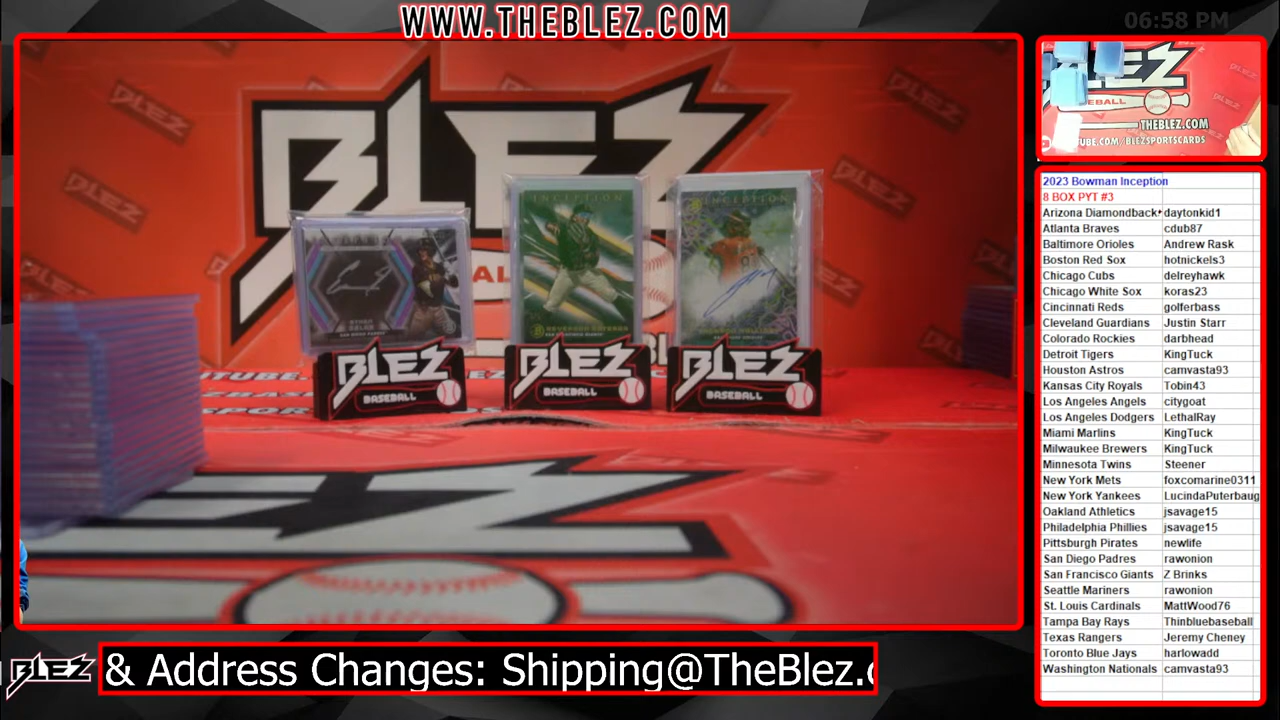 WWW.THEBLEZ.COM
06:58 PM
BLEZ
BLEZ
BASEBALL
BLEZ
BASEBALL
BLEZ
BASEBALL
INCEPTION
INCEPTION
BASEBALL
THEBLEZ.COM
UBE.COM/BLEZSPORTSCARDS
2023 Bowman Inception
8 BOX PYT #3
Arizona Diamondback daytonkid1
Atlanta Braves cdub87
Baltimore Orioles Andrew Rask
Boston Red Sox hotnickels3
Chicago Cubs delreyhawk
Chicago White Sox koras23
Cincinnati Reds golferbass
Cleveland Guardians Justin Starr
Colorado Rockies darbhead
Detroit Tigers KingTuck
Houston Astros camvasta93
Kansas City Royals Tobin43
Los Angeles Angels citygoat
Los Angeles Dodgers LethalRay
Miami Marlins KingTuck
Milwaukee Brewers KingTuck
Minnesota Twins Steener
New York Mets foxcomarine0311
New York Yankees LucindaPuterbaug
Oakland Athletics jsavage15
Philadelphia Phillies jsavage15
Pittsburgh Pirates newlife
San Diego Padres rawonion
San Francisco Giants Z Brinks
Seattle Mariners rawonion
St. Louis Cardinals MattWood76
Tampa Bay Rays Thinbluebaseball
Texas Rangers Jeremy Cheney
Toronto Blue Jays harlowadd
Washington Nationals camvasta93
BLEZ
& Address Changes: Shipping@TheBlez.c